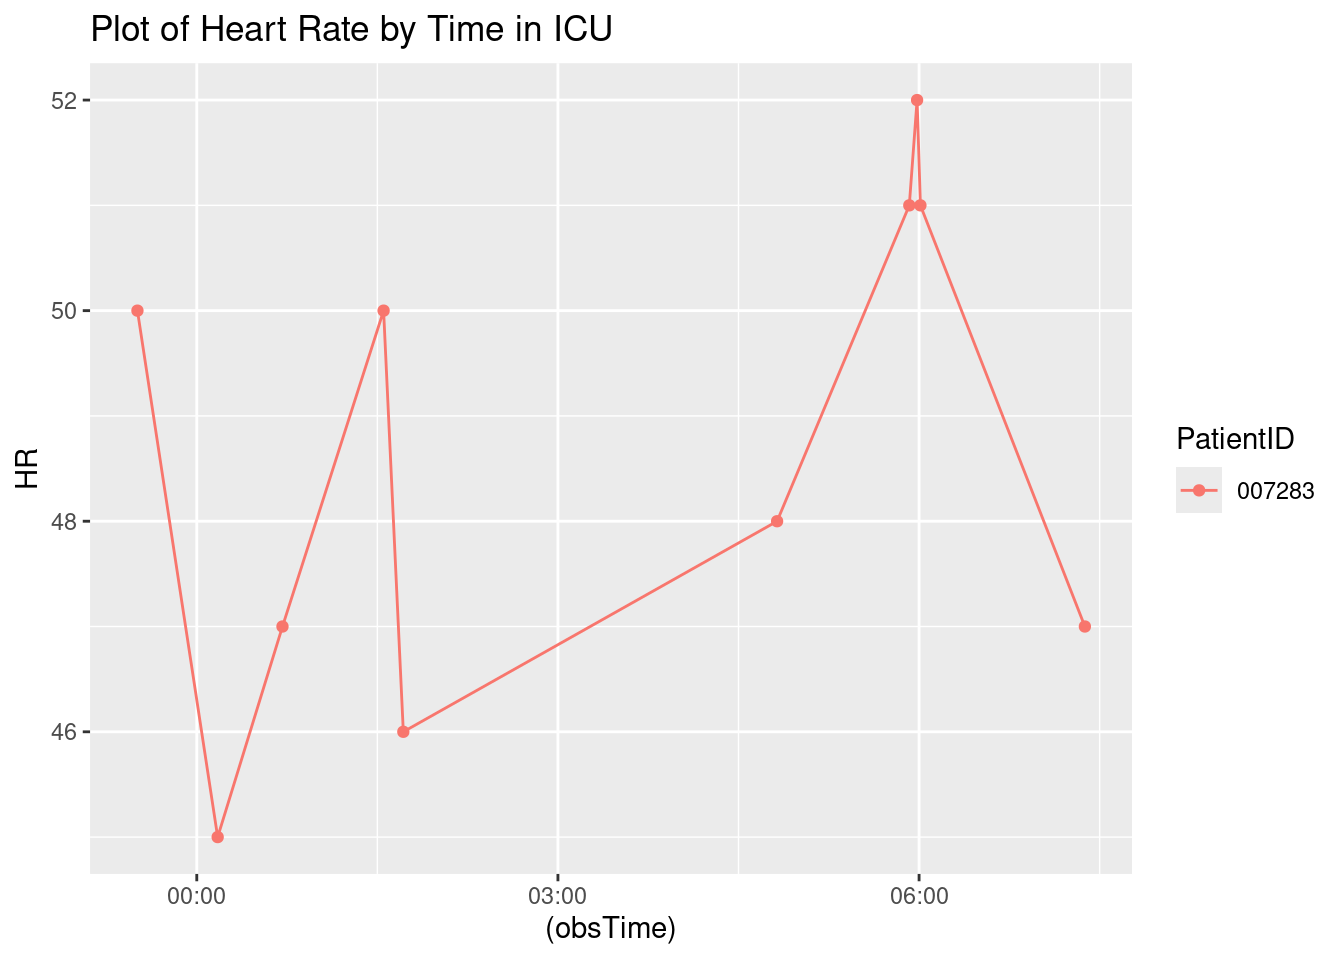 Plot of Heart Rate by Time in ICU
52
50
48
46
HR
00:00
03:00
06:00
(obsTime)
PatientID
007283